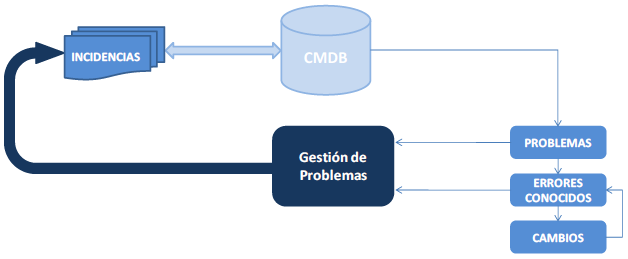 INCIDENCIAS
CMDB
Gestión de
Problemas
PROBLEMAS
ERRORES
CONOCIDOS
CAMBIOS